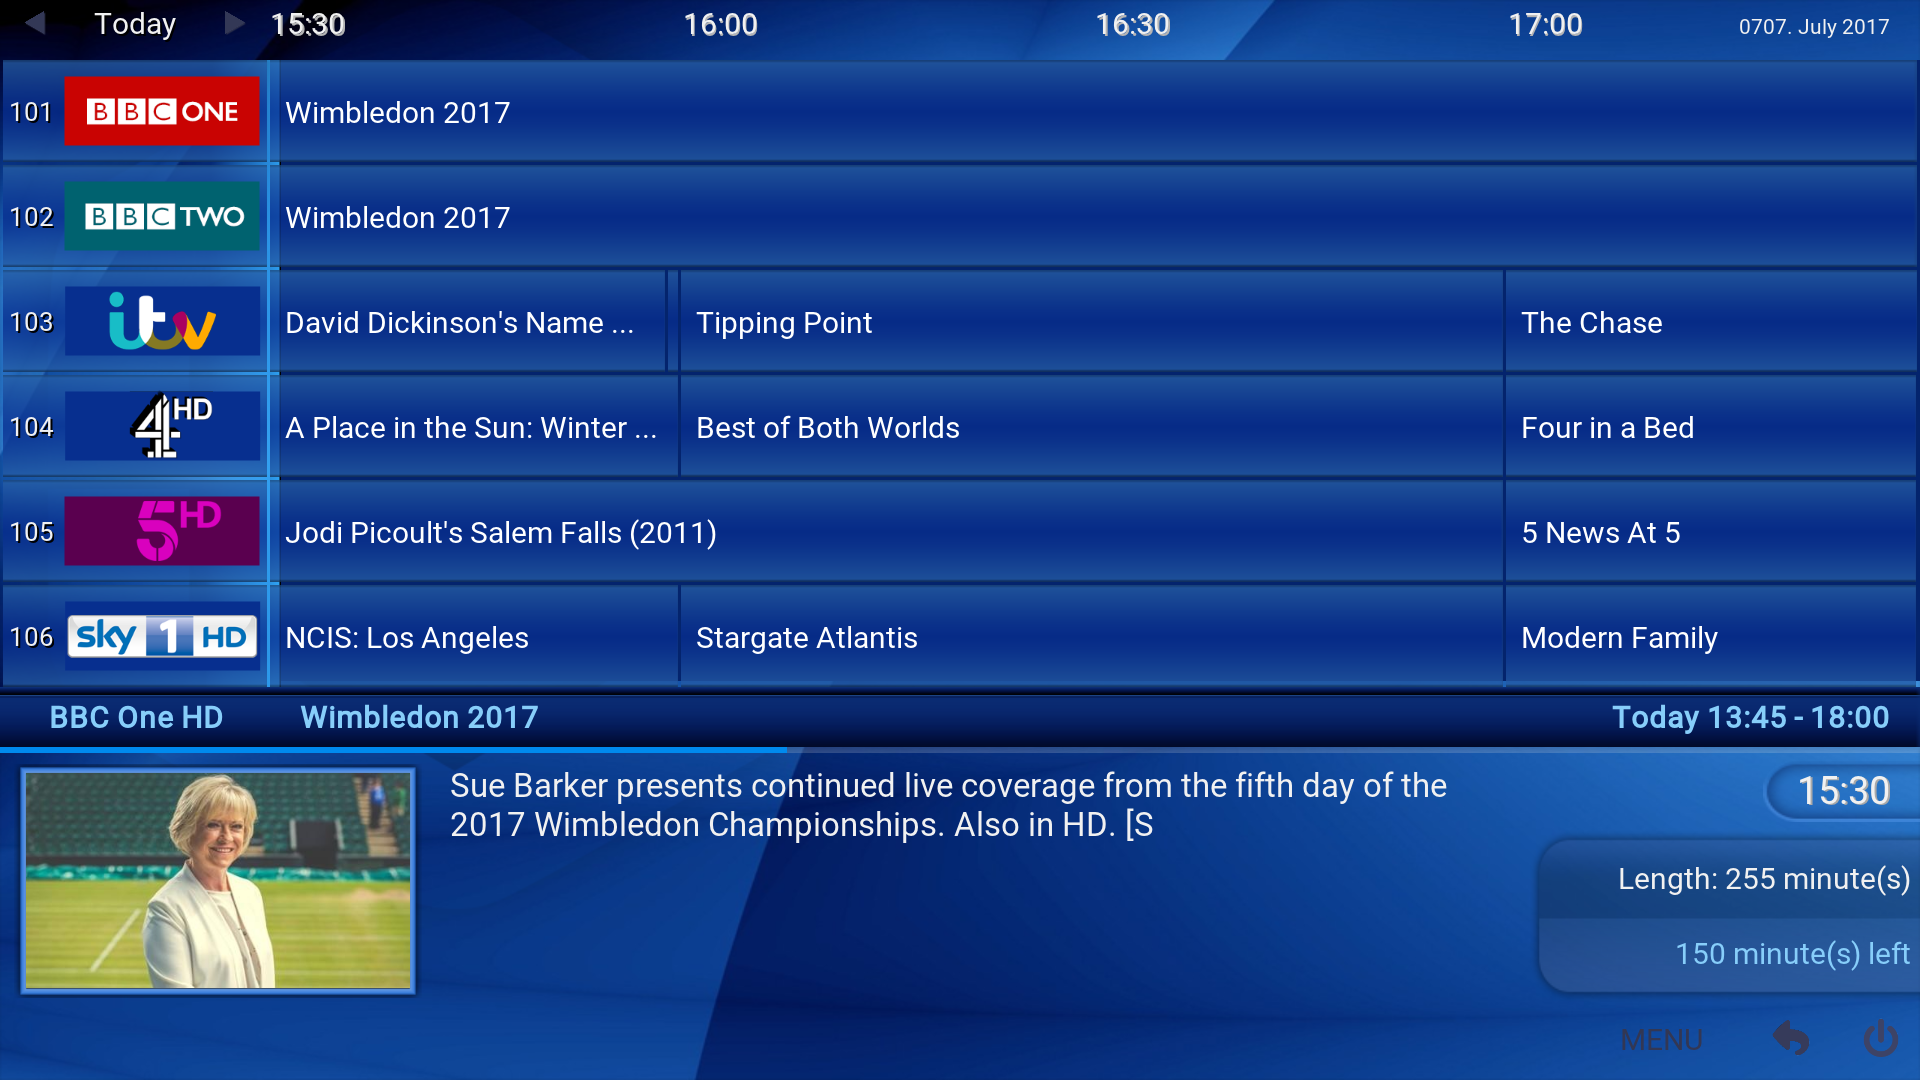 Today 15:30 16:00 16:30 17:00 0707. July 2017
101 BBC ONE Wimbledon 2017
102 BBC TWO Wimbledon 2017
103 itv David Dickinson's Name ... Tipping Point The Chase
104 4HD A Place in the Sun: Winter ... Best of Both Worlds Four in a Bed
105 5HD Jodi Picoult's Salem Falls (2011) 5 News At 5
106 sky 1 HD NCIS: Los Angeles Stargate Atlantis Modern Family
BBC One HD Wimbledon 2017 Today 13:45 - 18:00
Sue Barker presents continued live coverage from the fifth day of the
2017 Wimbledon Championships. Also in HD. [S
15:30
Length: 255 minute(s)
150 minute(s) left
MENU